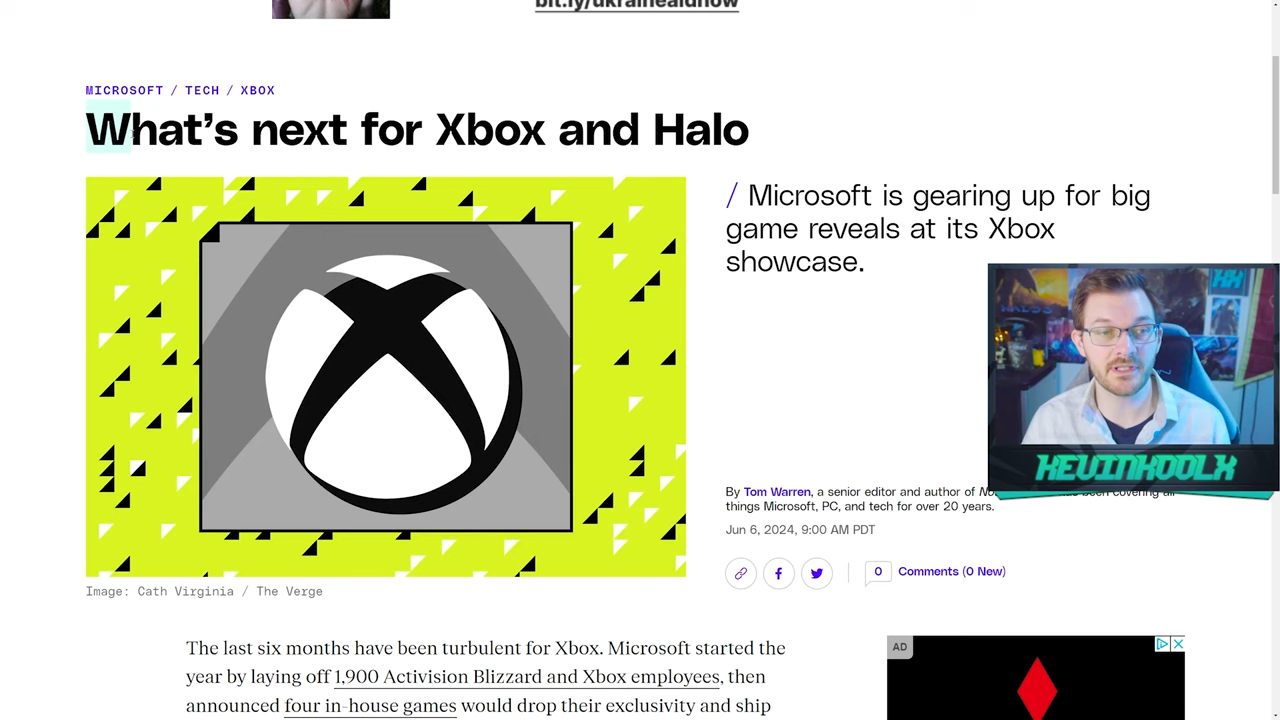 bit.ly/ukraineaidnow
MICROSOFT / TECH / XBOX
What's next for Xbox and Halo
/ Microsoft is gearing up for big
game reveals at its Xbox
showcase.
KEVINKOOLX
By Tom Warren, a senior editor and author of
things Microsoft, PC, and tech for over 20 years.
Jun 6, 2024, 9:00 AM PDT
0 Comments (0 New)
Image: Cath Virginia / The Verge
The last six months have been turbulent for Xbox. Microsoft started the
year by laying off 1,900 Activision Blizzard and Xbox employees, then
announced four in-house games would drop their exclusivity and ship
AD